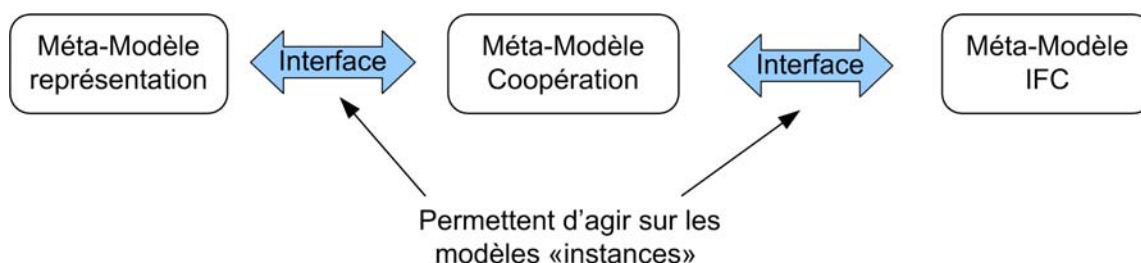 Méta-Modèle
représentation
Interface
Méta-Modèle
Coopération
Interface
Méta-Modèle
IFC
Permettent d'agir sur les
modèles «instances»